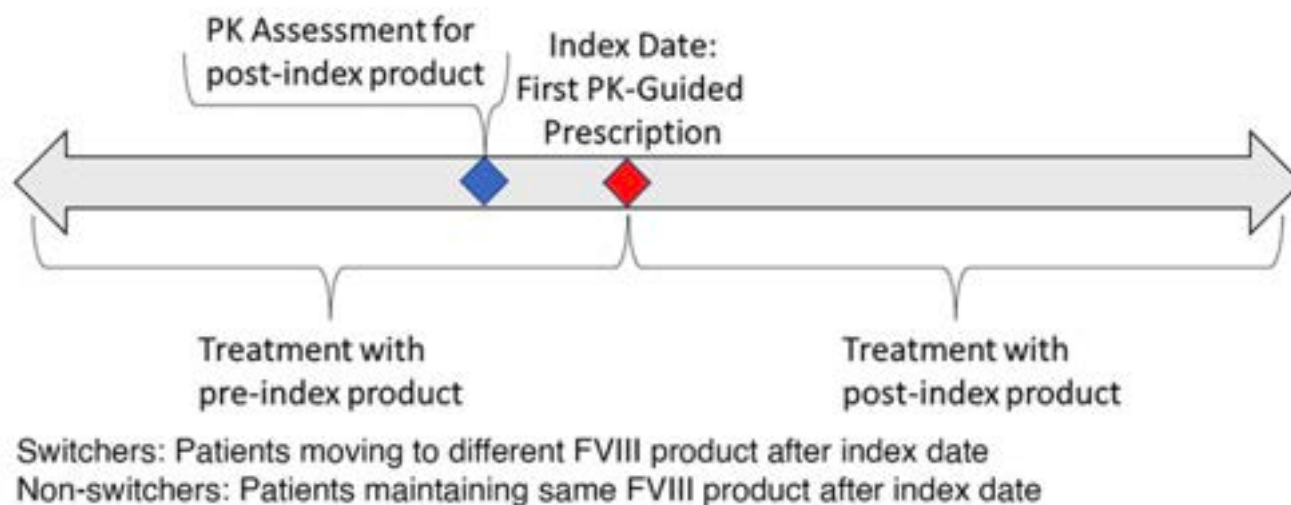 PK Assessment for
post-index product
Index Date:
First PK-Guided
Prescription
Treatment with
pre-index product
Treatment with
post-index product
Switchers: Patients moving to different FVIII product after index date
Non-switchers: Patients maintaining same FVIII product after index date